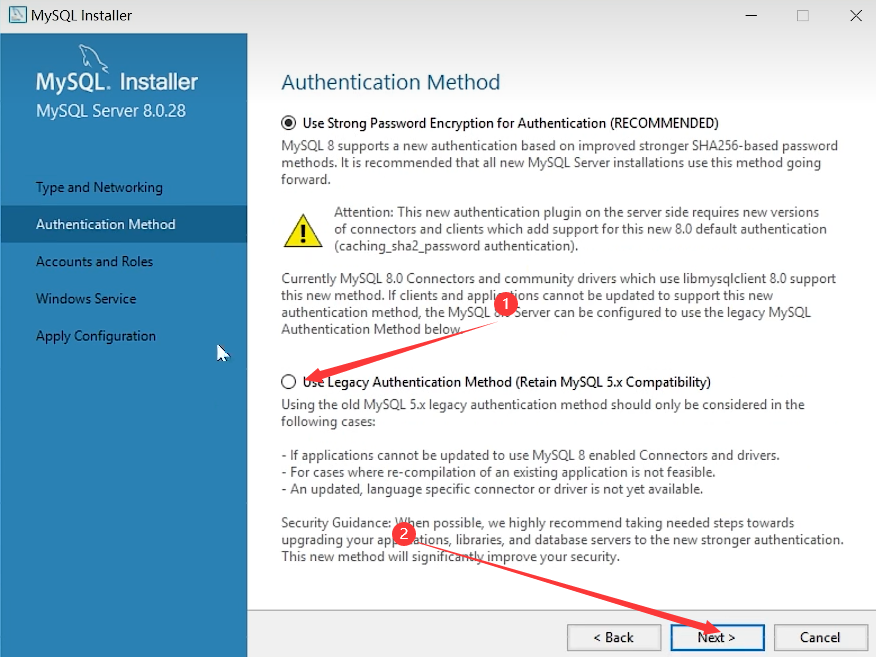 MySQL Installer
MySQL. Installer
MySQL Server 8.0.28
Type and Networking
Authentication Method
Accounts and Roles
Windows Service
Apply Configuration
Authentication Method
Use Strong Password Encryption for Authentication (RECOMMENDED)
MySQL 8 supports a new authentication based on improved stronger SHA256-based password
methods. It is recommended that all new MySQL Server installations use this method going
forward.
Attention: This new authentication plugin on the server side requires new versions
of connectors and clients which add support for this new 8.0 default authentication
(caching_sha2_password authentication).
Currently MySQL 8.0 Connectors and community drivers which use libmysqlclient 8.0 support
this new method. If clients and applications cannot be updated to support this new
authentication method, the MySQL 8.0 Server can be configured to use the legacy MySQL
Authentication Method below.
1
Use Legacy Authentication Method (Retain MySQL 5.x Compatibility)
Using the old MySQL 5.x legacy authentication method should only be considered in the
following cases:
- If applications cannot be updated to use MySQL 8 enabled Connectors and drivers.
- For cases where re-compilation of an existing application is not feasible.
- An updated, language specific connector or driver is not yet available.
Security Guidance: When possible, we highly recommend taking needed steps towards
upgrading your applications, libraries, and database servers to the new stronger authentication.
This new method will significantly improve your security.
2
< Back
Next >
Cancel